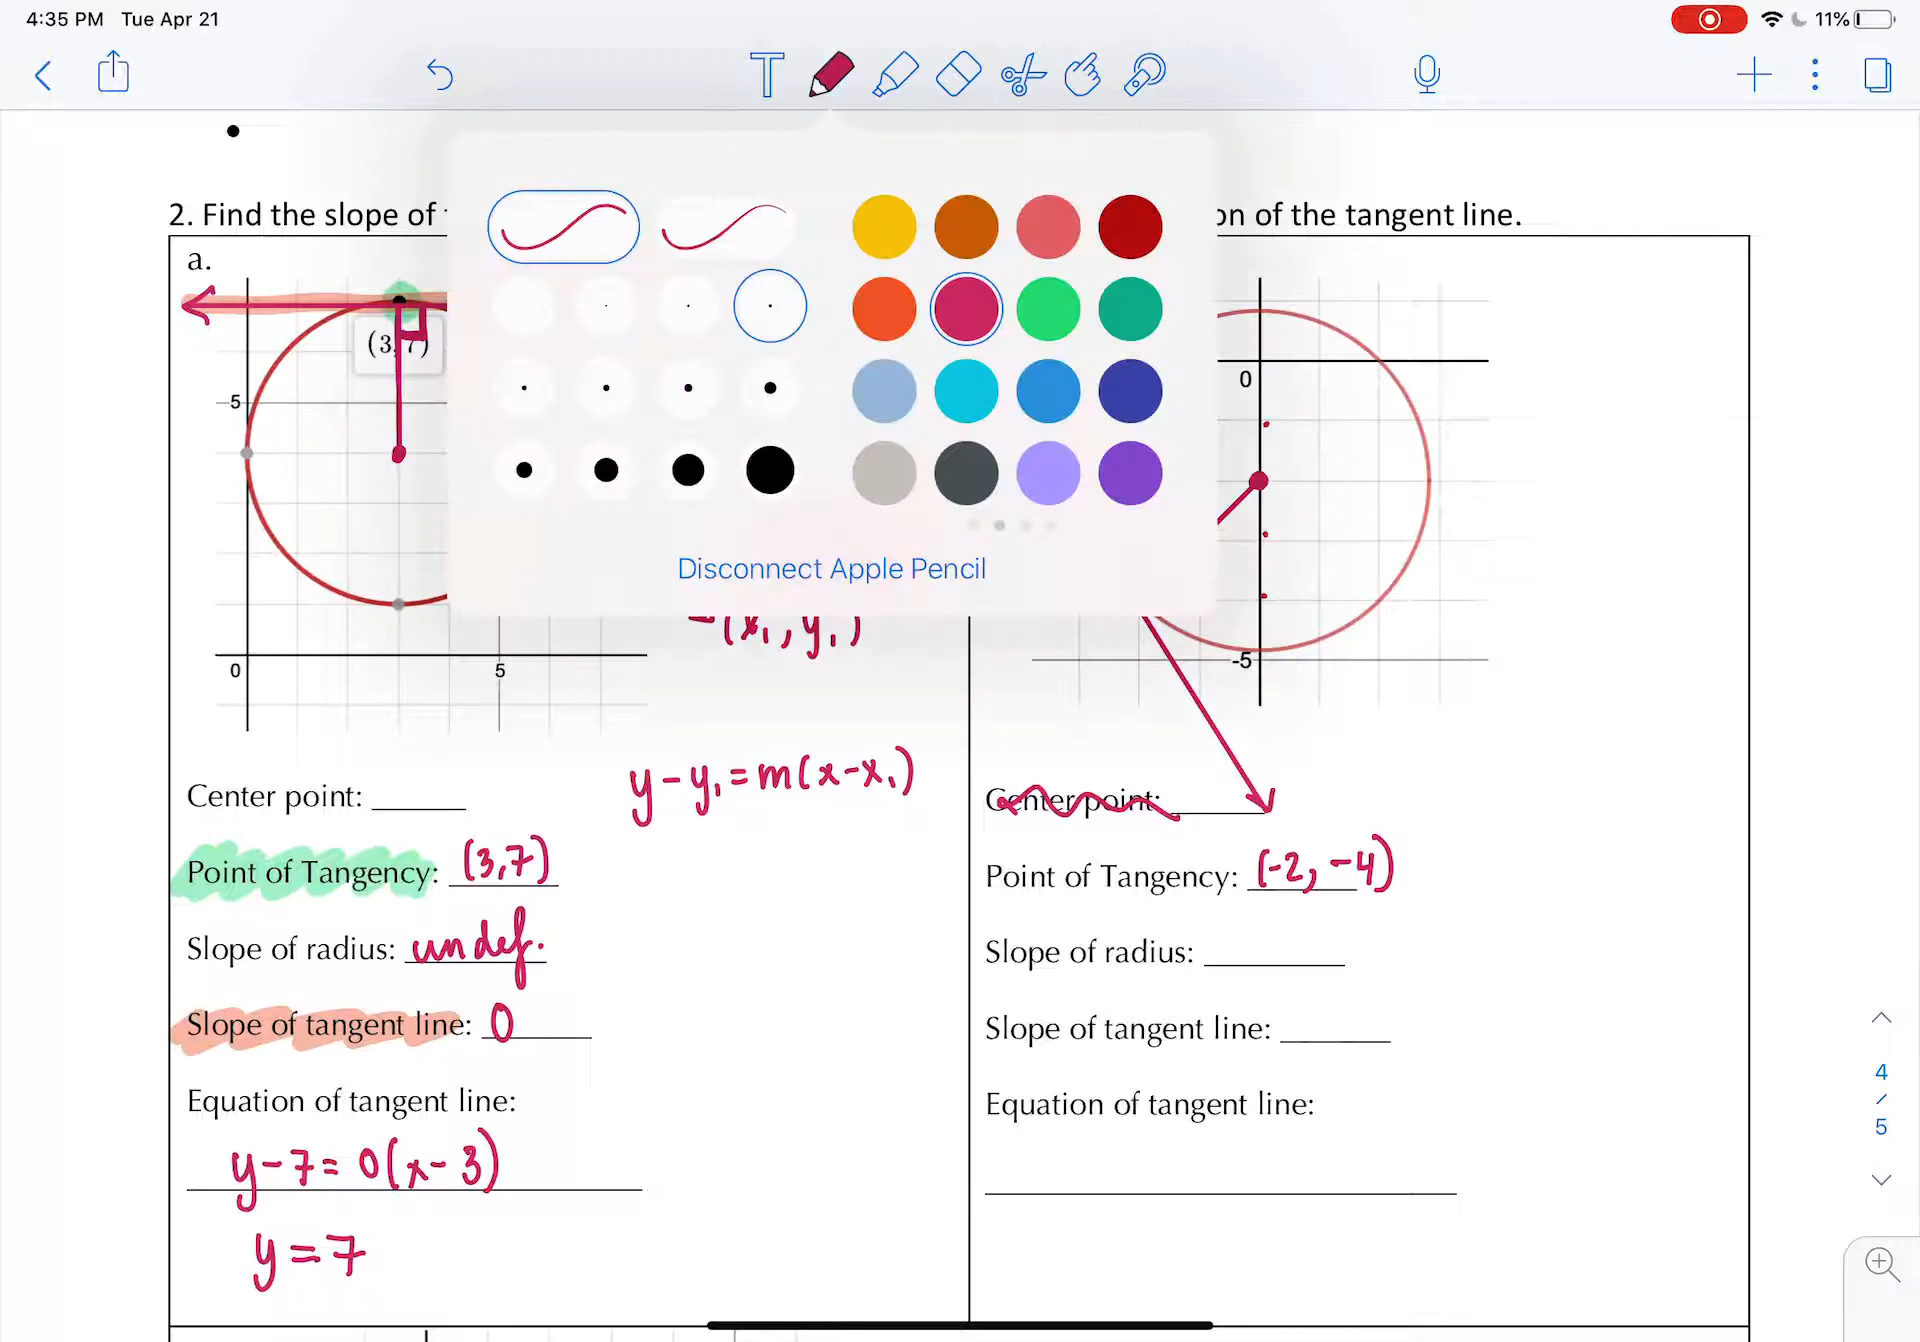 4:35 PM Tue Apr 21
11%
2. Find the slope of
on of the tangent line.
a.
(3, 7)
5
0
5
(x₁, y₁)
0
-5
y-y₁=m(x-x₁)
Center point:
Point of Tangency: (3,7)
Slope of radius: undef.
Slope of tangent line: 0
Equation of tangent line:
y-7=0(x-3)
y=7
Center point:
Point of Tangency: (-2, -4)
Slope of radius:
Slope of tangent line:
Equation of tangent line:
Disconnect Apple Pencil
4
/
5